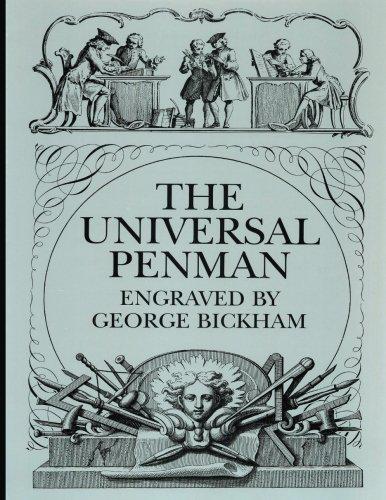 THE
UNIVERSAL
PENMAN
ENGRAVED BY
GEORGE BICKHAM